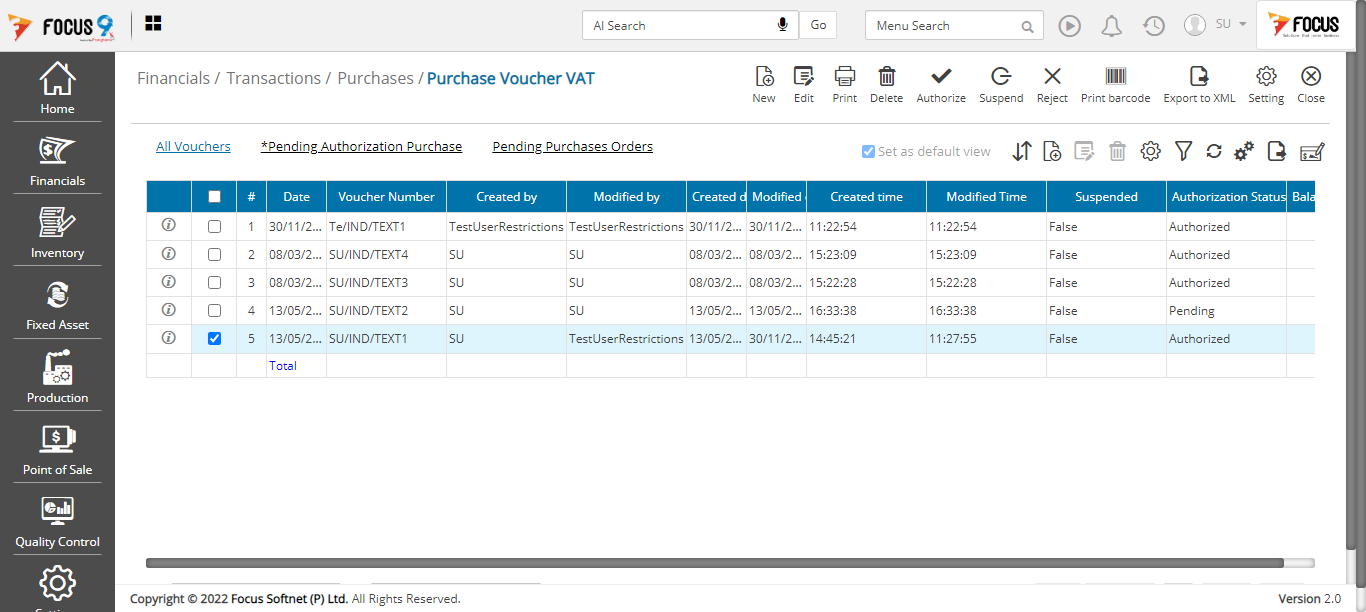 FOCUS 9
AI Search
Go
Menu Search
SU
FOCUS
Home
Financials
Inventory
Fixed Asset
Production
Point of Sale
Quality Control
Financials / Transactions / Purchases / Purchase Voucher VAT
New Edit Print Delete Authorize Suspend Reject Print barcode Export to XML Setting Close
All Vouchers *Pending Authorization Purchase Pending Purchases Orders Set as default view
# Date Voucher Number Created by Modified by Created d Modified Created time Modified Time Suspended Authorization Status Bala
1 30/11/2... Te/IND/TEXT1 TestUserRestrictions TestUserRestrictions 30/11/2... 30/11/2... 11:22:54 11:22:54 False Authorized
2 08/03/2... SU/IND/TEXT4 SU SU 08/03/2... 08/03/2... 15:23:09 15:23:09 False Authorized
3 08/03/2... SU/IND/TEXT3 SU SU 08/03/2... 08/03/2... 15:22:28 15:22:28 False Authorized
4 13/05/2... SU/IND/TEXT2 SU SU 13/05/2... 13/05/2... 16:33:38 16:33:38 False Pending
5 13/05/2... SU/IND/TEXT1 SU TestUserRestrictions 13/05/2... 30/11/2... 14:45:21 11:27:55 False Authorized
Total
Copyright © 2022 Focus Softnet (P) Ltd. All Rights Reserved.
Version 2.0